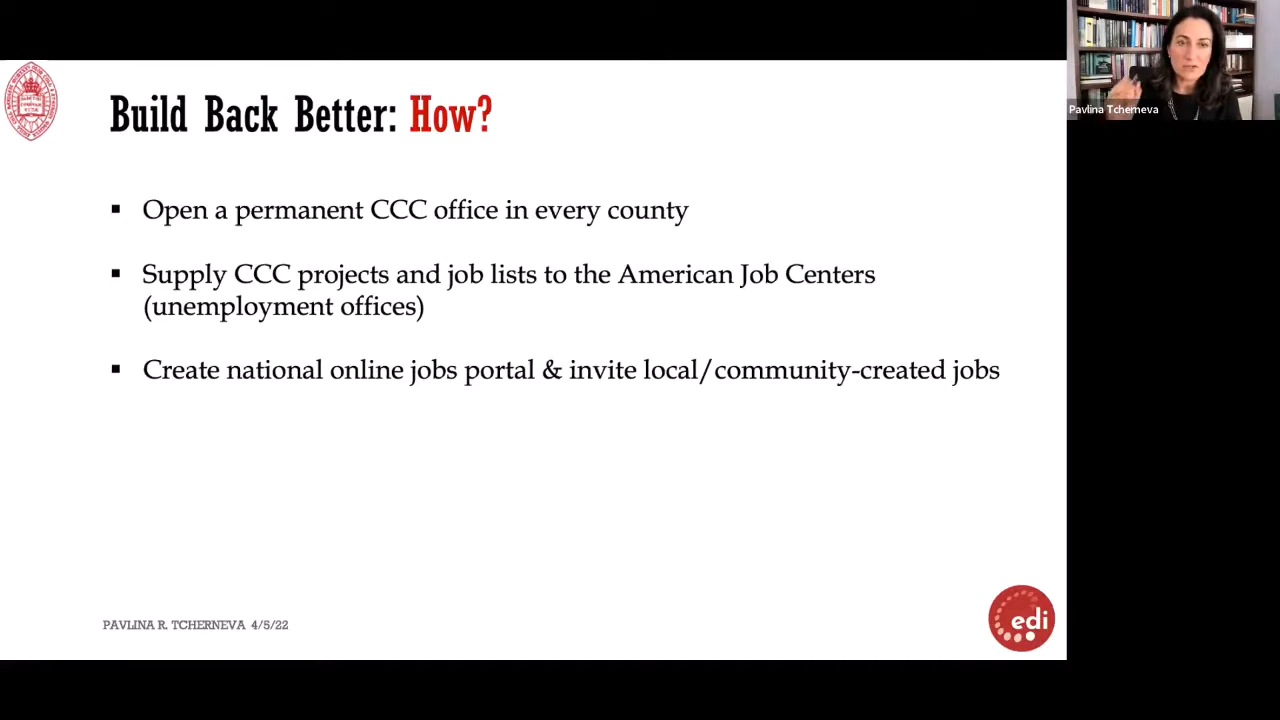 Pavlina Tcherneva
Build Back Better: How?
▪ Open a permanent CCC office in every county
▪ Supply CCC projects and job lists to the American Job Centers
(unemployment offices)
▪ Create national online jobs portal & invite local/community-created jobs
PAVLINA R. TCHERNEVA 4/5/22
edi